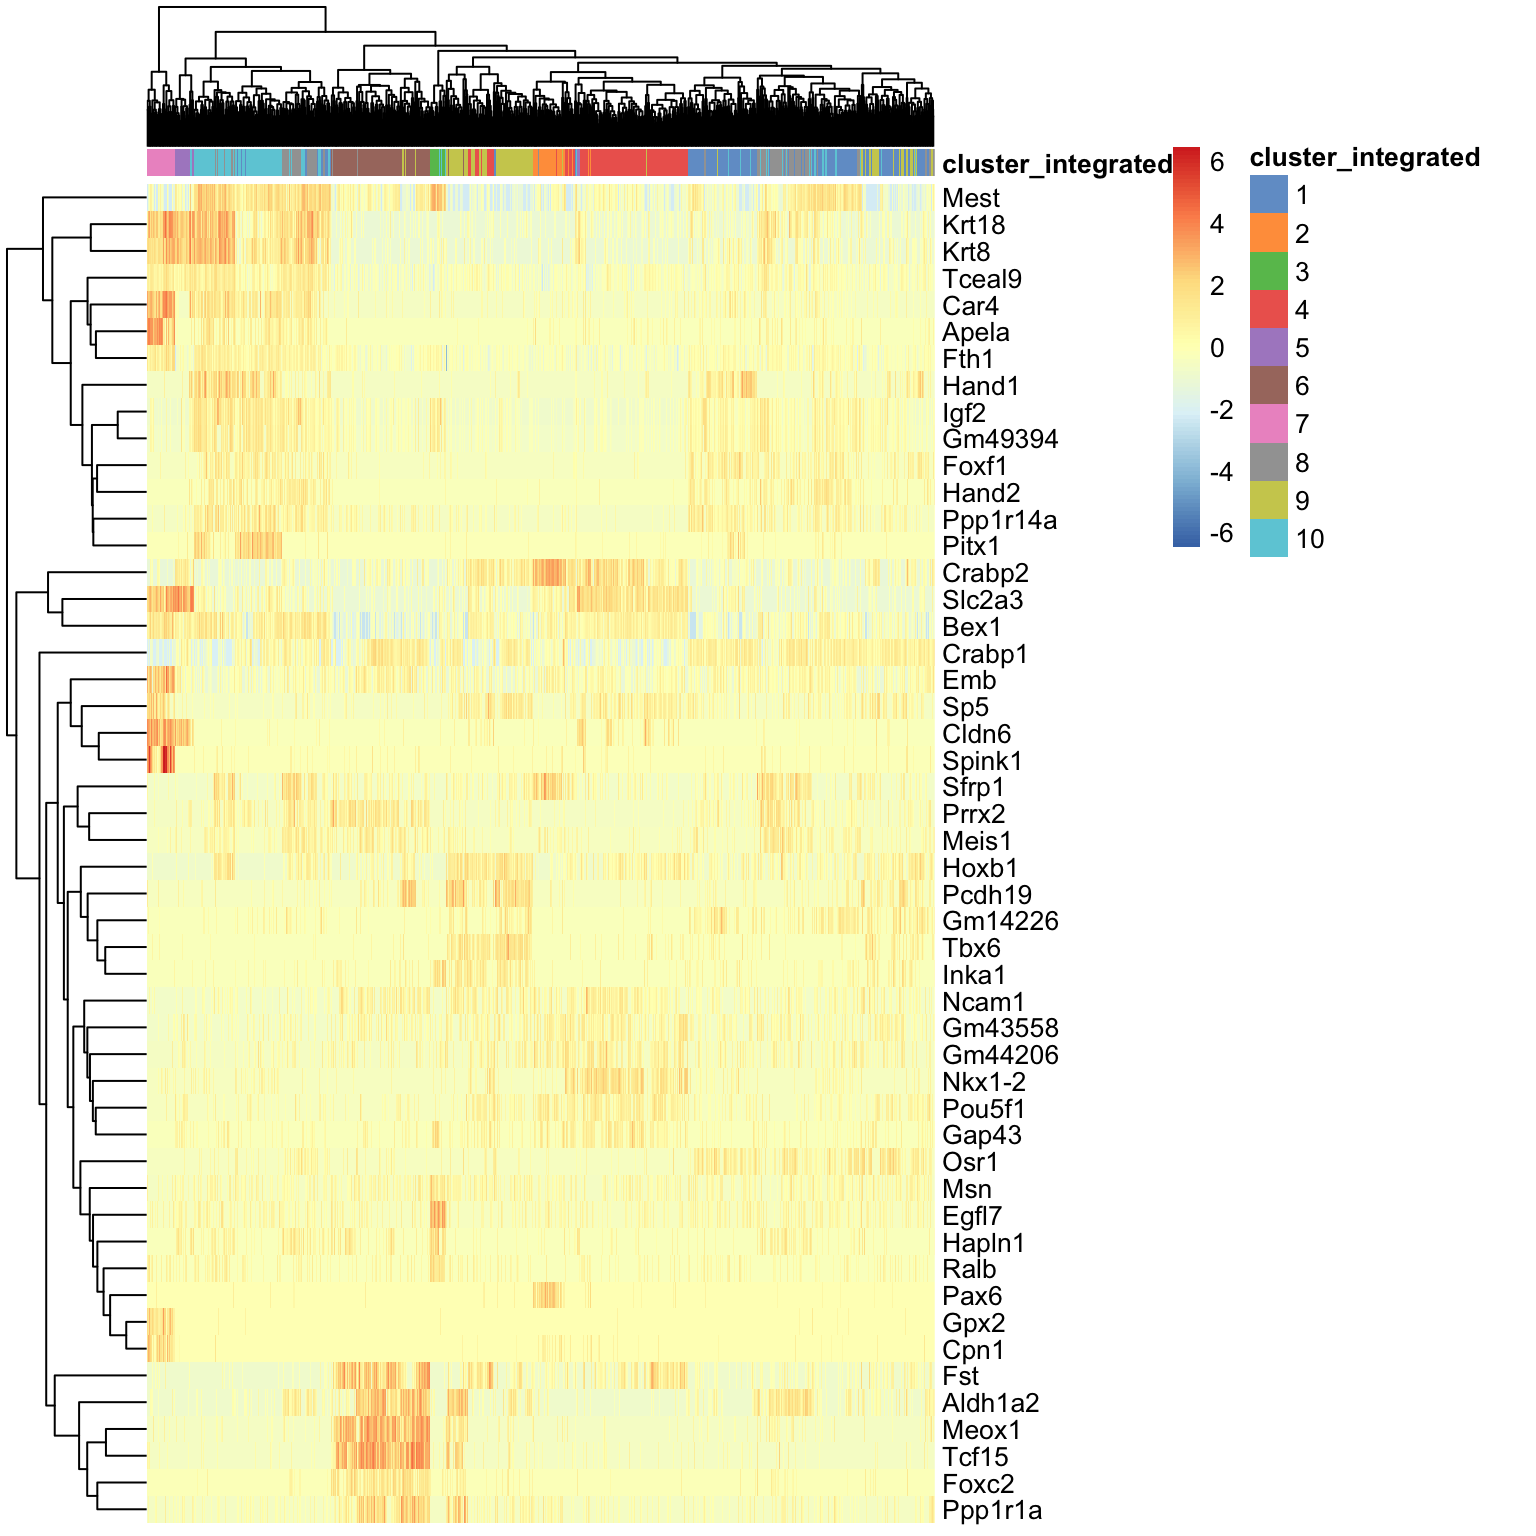 cluster_integrated
Mest
Krt18
Krt8
Tceal9
Car4
Apela
Fth1
Hand1
Igf2
Gm49394
Foxf1
Hand2
Ppp1r14a
Pitx1
Crabp2
Slc2a3
Bex1
Crabp1
Emb
Sp5
Cldn6
Spink1
Sfrp1
Prrx2
Meis1
Hoxb1
Pcdh19
Gm14226
Tbx6
Inka1
Ncam1
Gm43558
Gm44206
Nkx1-2
Pou5f1
Gap43
Osr1
Msn
Egfl7
Hapln1
Ralb
Pax6
Gpx2
Cpn1
Fst
Aldh1a2
Meox1
Tcf15
Foxc2
Ppp1r1a
6
4
2
0
-2
-4
-6
cluster_integrated
1
2
3
4
5
6
7
8
9
10